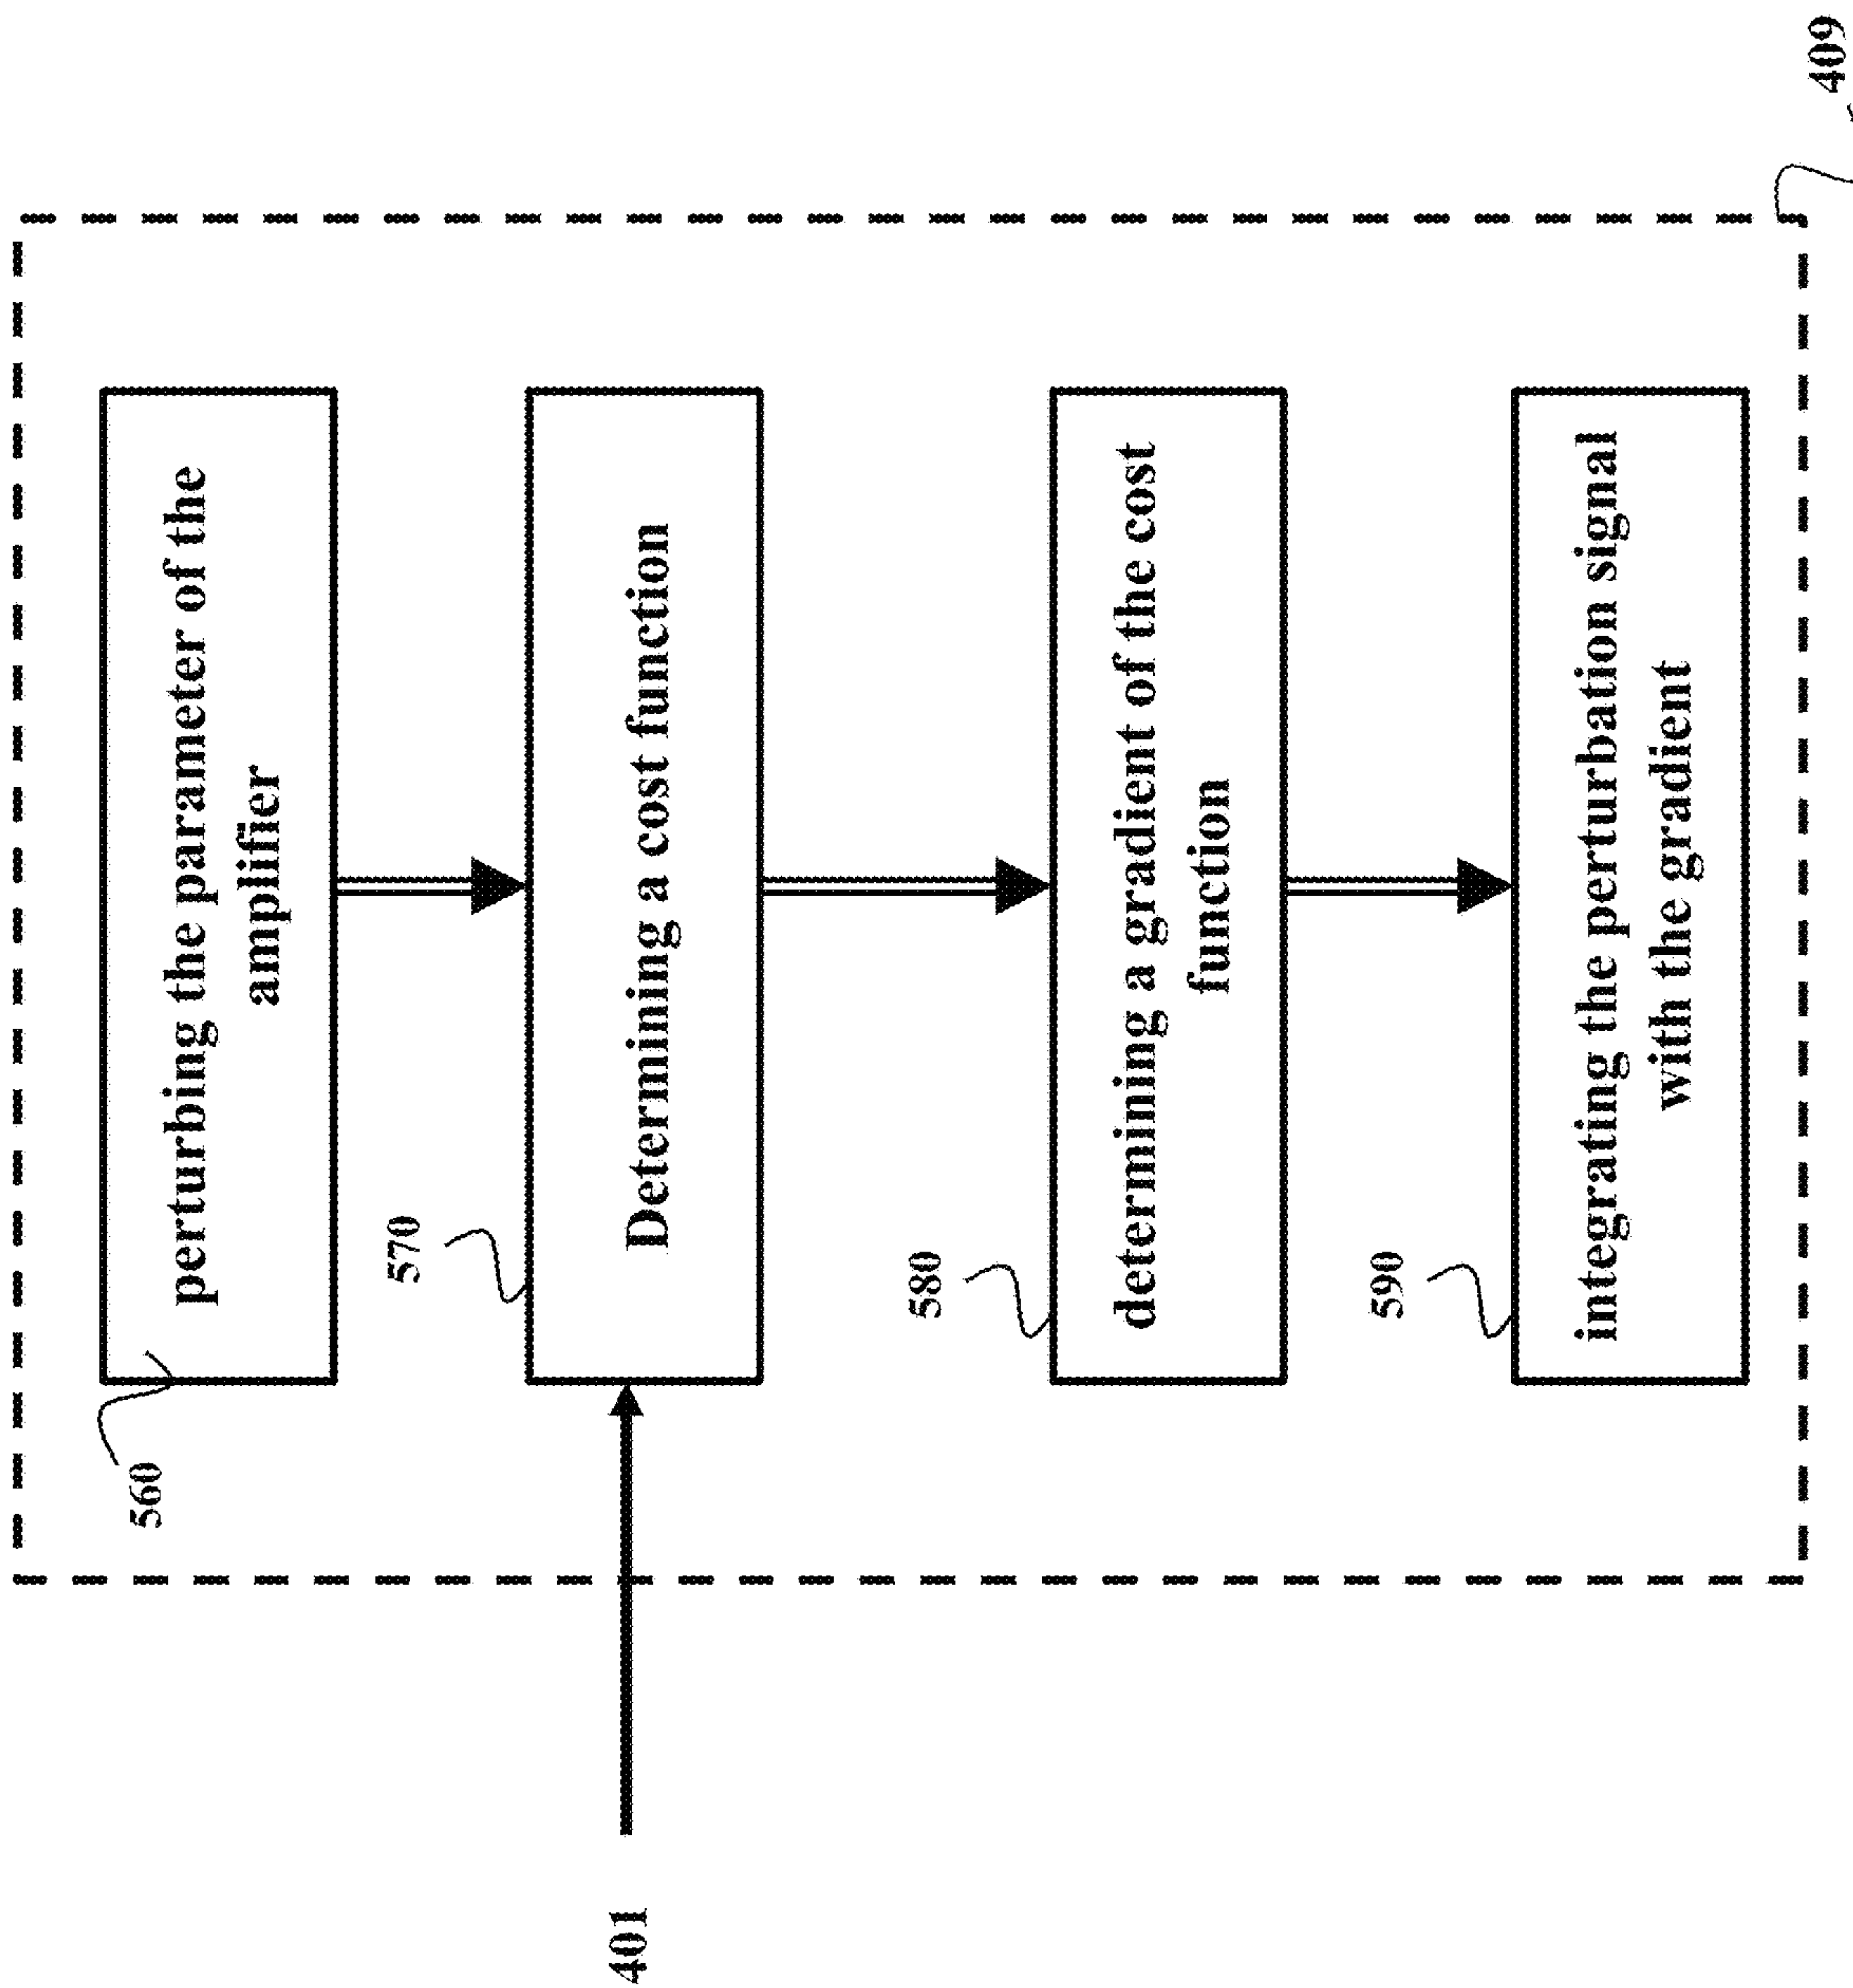 560
perturbing the parameter of the
amplifier
570
Determining a cost function
401
580
determining a gradient of the cost
function
590
integrating the perturbation signal
with the gradient
409